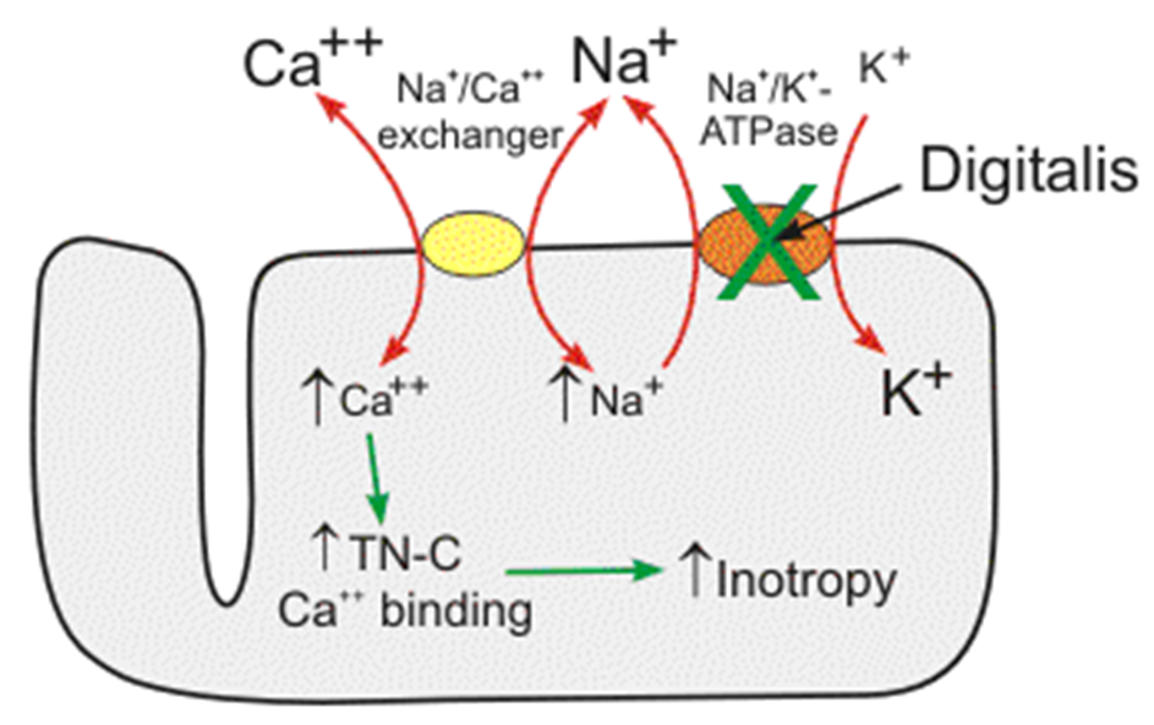 Ca⁺⁺
Na⁺/Ca⁺⁺
exchanger
Na⁺
Na⁺/K⁺-
ATPase
K⁺
Digitalis
↑Ca⁺⁺
↑Na⁺
K⁺
↑TN-C
Ca⁺⁺ binding
↑Inotropy